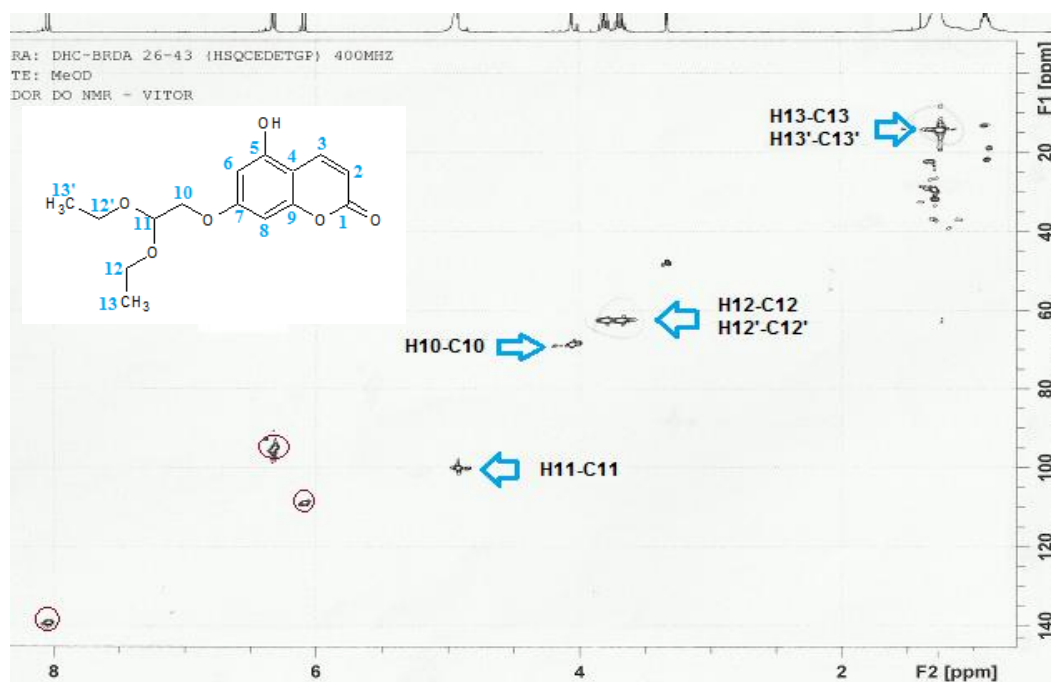 RA: DHC-BRDA 26-43 (HSQCEDETGP) 400MHZ
TE: MeOD
DOR DO NMR - VITOR
OH
5
4
3
6
2
13'
10
H₃C
12'
O
11
O
7
8
9
O
1
O
O
12
13 CH₃
H13-C13
H13'-C13'
H12-C12
H12'-C12'
H10-C10
H11-C11
F1 [ppm]
20
40
60
80
100
120
140
8
6
4
2
F2 [ppm]